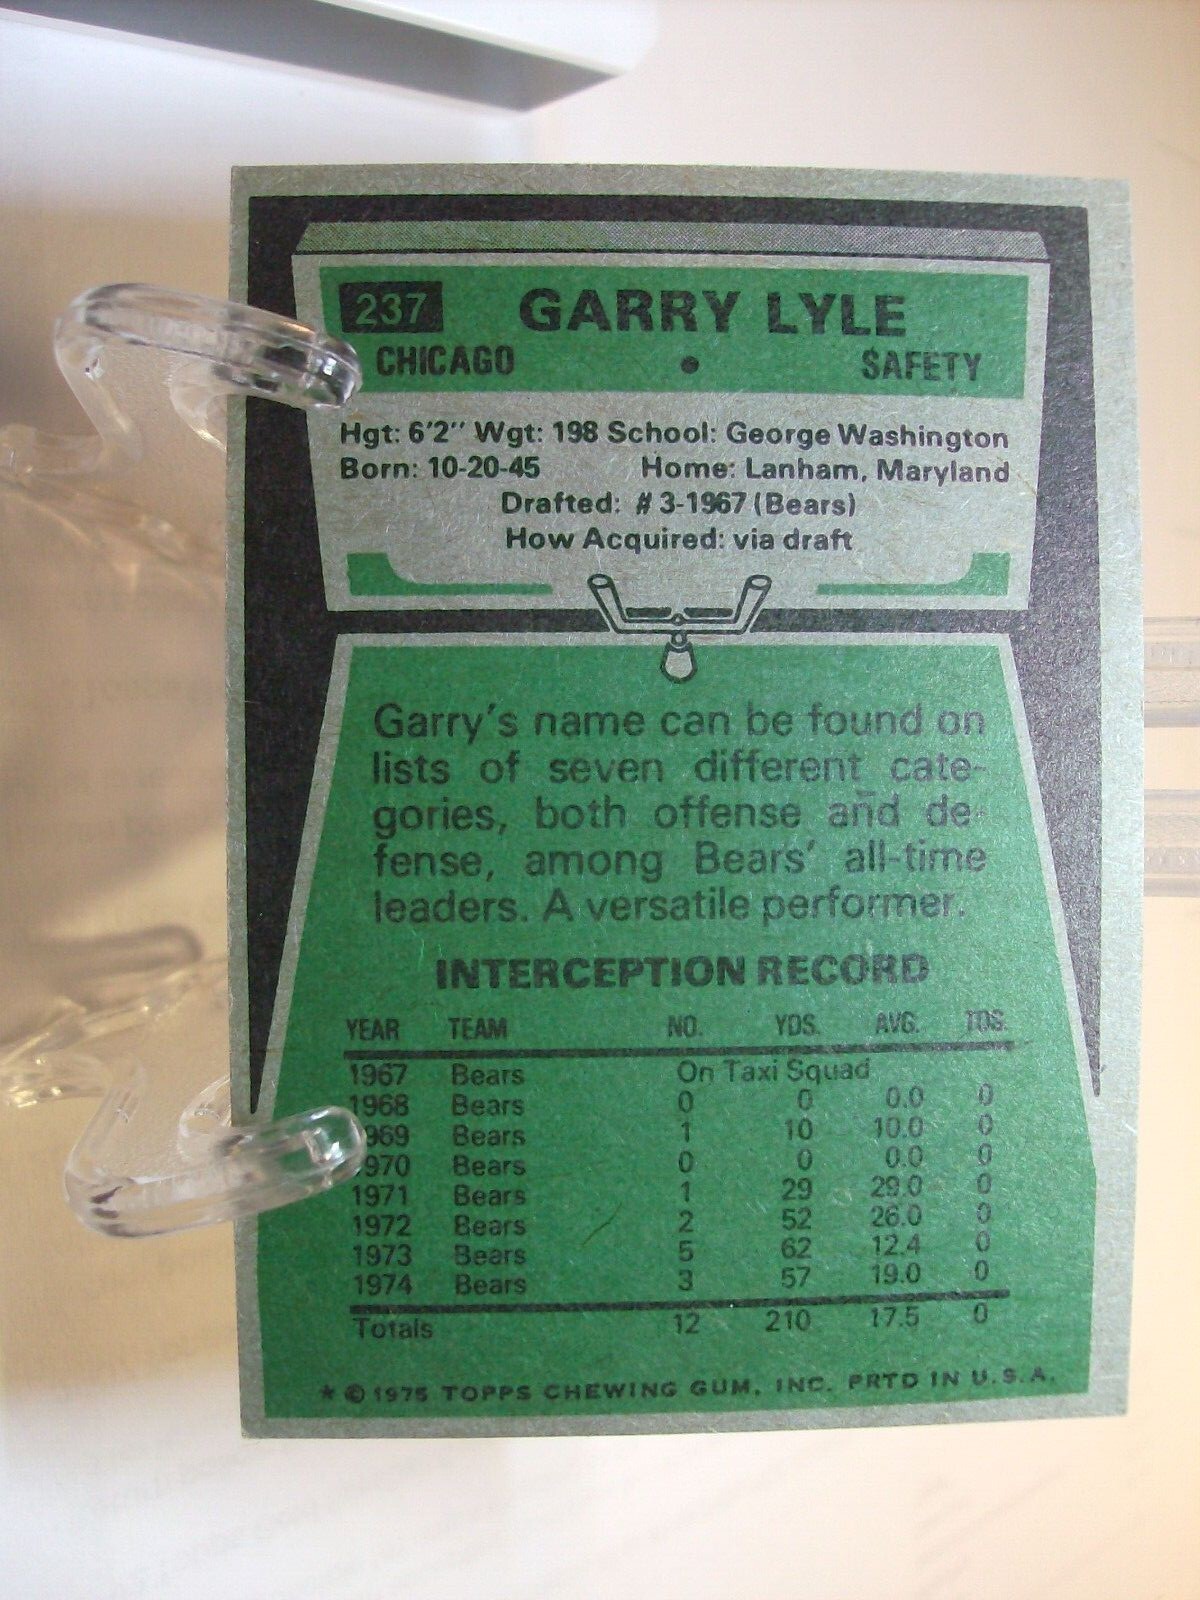 237 GARRY LYLE
CHICAGO • SAFETY
Hgt: 6'2" Wgt: 198 School: George Washington
Born: 10-20-45 Home: Lanham, Maryland
Drafted: # 3-1967 (Bears)
How Acquired: via draft
Garry's name can be found on
lists of seven different cate-
gories, both offense and de-
fense, among Bears' all-time
leaders. A versatile performer.
INTERCEPTION RECORD
YEAR TEAM NO. YDS. AVG. TDS.
1967 Bears On Taxi Squad
1968 Bears 0 0 0.0 0
969 Bears 1 10 10.0 0
970 Bears 0 0 0.0 0
1971 Bears 1 29 29.0 0
1972 Bears 2 52 26.0 0
1973 Bears 5 62 12.4 0
1974 Bears 3 57 19.0 0
Totals 12 210 17.5 0
* © 1975 TOPPS CHEWING GUM, INC. PRTD IN U.S.A.